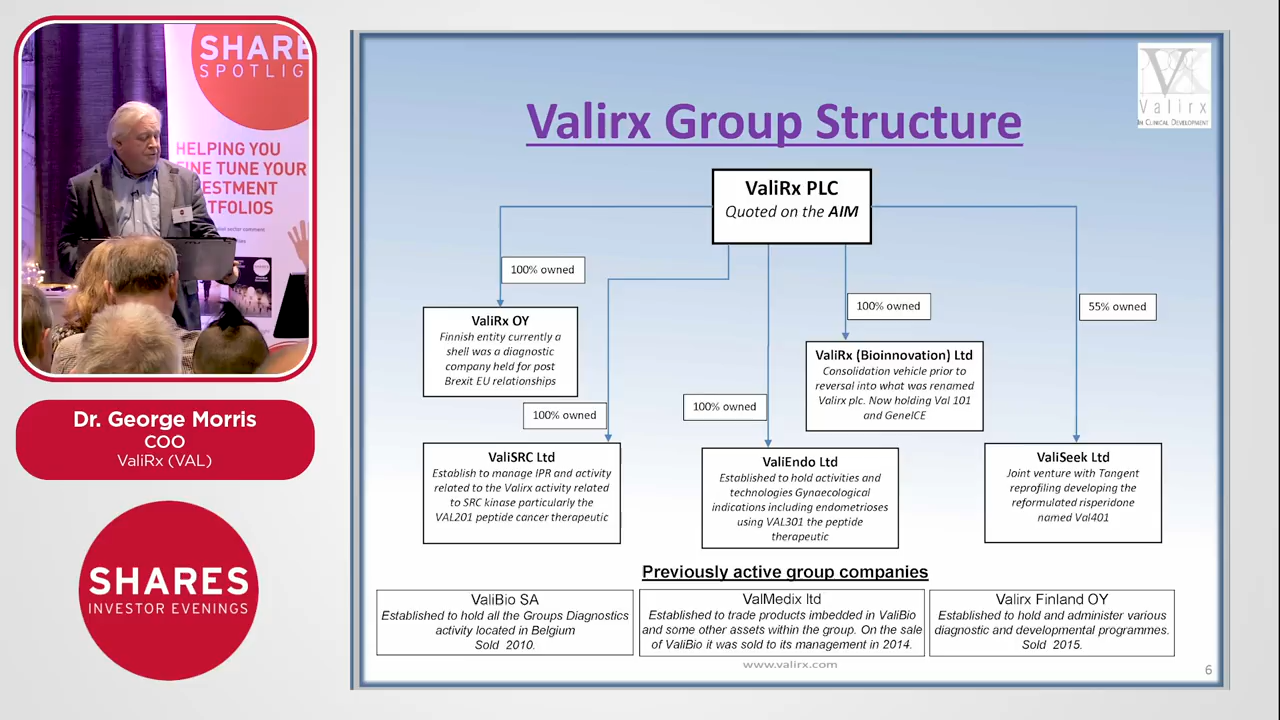 SHARE
SPOTLIG
HELPING YOU
FINE TUNE YOUR
ESTMENT
TFOLIOS
Dr. George Morris
COO
ValiRx (VAL)
SHARES
INVESTOR EVENINGS
Valirx
IN CLINICAL DEVELOPMENT
Valirx Group Structure
ValiRx PLC
Quoted on the AIM
100% owned
ValiRx OY
Finnish entity currently a
shell was a diagnostic
company held for post
Brexit EU relationships
100% owned
ValiSRC Ltd
Establish to manage IPR and activity
related to the Valirx activity related
to SRC kinase particularly the
VAL201 peptide cancer therapeutic
100% owned
ValiEndo Ltd
Established to hold activities and
technologies Gynaecological
indications including endometrioses
using VAL301 the peptide
therapeutic
100% owned
ValiRx (Bioinnovation) Ltd
Consolidation vehicle prior to
reversal into what was renamed
Valirx plc. Now holding Val 101
and GeneICE
55% owned
ValiSeek Ltd
Joint venture with Tangent
reprofiling developing the
reformulated risperidone
named Val401
Previously active group companies
ValiBio SA
Established to hold all the Groups Diagnostics
activity located in Belgium
Sold 2010.
ValMedix ltd
Established to trade products imbedded in ValiBio
and some other assets within the group. On the sale
of ValiBio it was sold to its management in 2014.
Valirx Finland OY
Established to hold and administer various
diagnostic and developmental programmes.
Sold 2015.
www.valirx.com
6